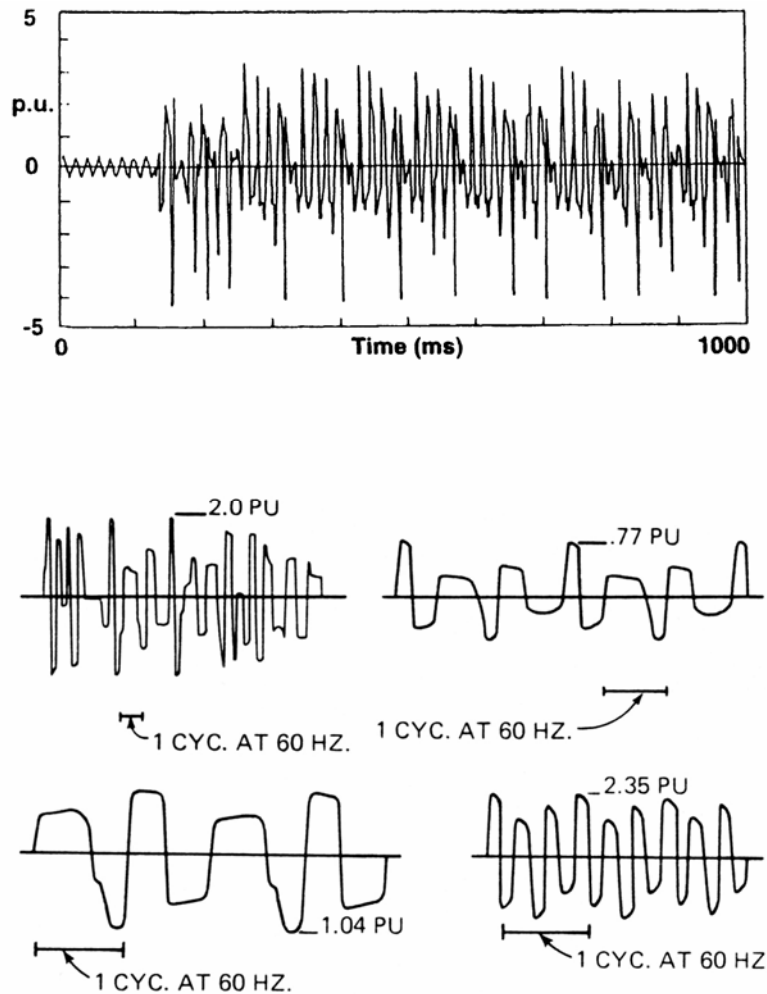 5
p.u.
0
-5
0
Time (ms)
1000
2.0 PU
.77 PU
1 CYC. AT 60 HZ.
1 CYC. AT 60 HZ.
2.35 PU
1.04 PU
1 CYC. AT 60 HZ.
1 CYC. AT 60 HZ